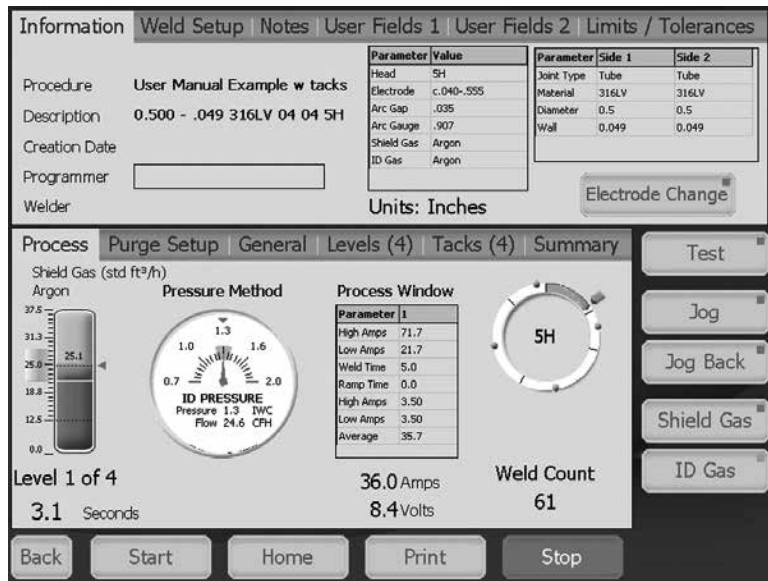 Information Weld Setup Notes User Fields 1 User Fields 2 Limits / Tolerances
Procedure User Manual Example w tacks
Description 0.500 - .049 316LV 04 04 5H
Creation Date
Programmer
Welder
Parameter Value
Head 5H
Electrode c.040-.555
Arc Gap .035
Arc Gauge .907
Shield Gas Argon
ID Gas Argon
Units: Inches
Parameter Side 1 Side 2
Joint Type Tube Tube
Material 316LV 316LV
Diameter 0.5 0.5
Wall 0.049 0.049
Electrode Change
Process Purge Setup General Levels (4) Tacks (4) Summary
Shield Gas (std ft³/h)
Argon
37.5
31.3
25.0
18.8
12.5
0.0
25.1
Pressure Method
0.7 1.0 1.3 1.6 2.0
ID PRESSURE
Pressure 1.3 IWC
Flow 24.6 CFH
Process Window
Parameter 1
High Amps 71.7
Low Amps 21.7
Weld Time 5.0
Ramp Time 0.0
High Amps 3.50
Low Amps 3.50
Average 35.7
5H
Level 1 of 4
3.1 Seconds
36.0 Amps
8.4 Volts
Weld Count
61
Test
Jog
Jog Back
Shield Gas
ID Gas
Back Start Home Print Stop